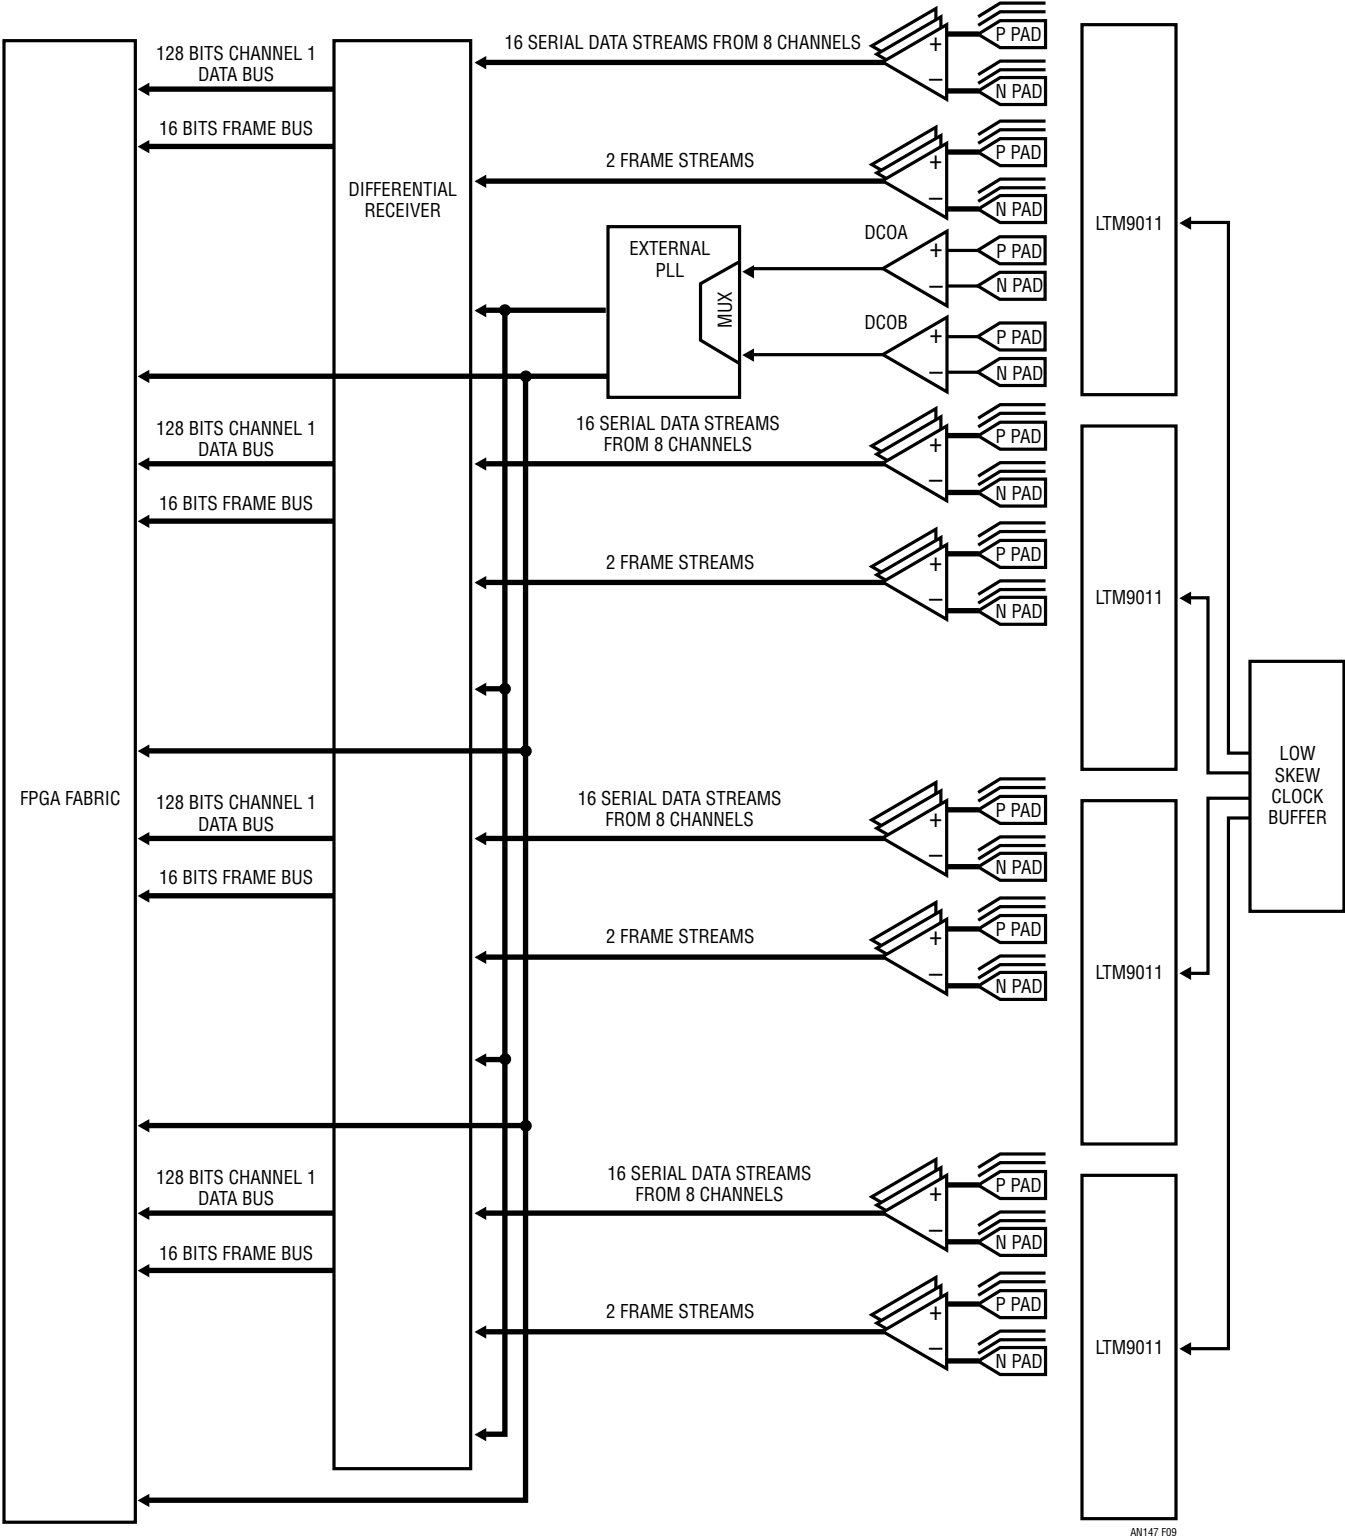 16 SERIAL DATA STREAMS FROM 8 CHANNELS
+
–
P PAD
N PAD
128 BITS CHANNEL 1
DATA BUS
16 BITS FRAME BUS
2 FRAME STREAMS
+
–
P PAD
N PAD
DIFFERENTIAL
RECEIVER
LTM9011
EXTERNAL
PLL
MUX
DCOA
+
–
P PAD
N PAD
DCOB
+
–
P PAD
N PAD
128 BITS CHANNEL 1
DATA BUS
16 SERIAL DATA STREAMS
FROM 8 CHANNELS
+
–
P PAD
N PAD
16 BITS FRAME BUS
2 FRAME STREAMS
+
–
P PAD
N PAD
LTM9011
FPGA FABRIC
LOW
SKEW
CLOCK
BUFFER
128 BITS CHANNEL 1
DATA BUS
16 SERIAL DATA STREAMS
FROM 8 CHANNELS
+
–
P PAD
N PAD
16 BITS FRAME BUS
2 FRAME STREAMS
+
–
P PAD
N PAD
LTM9011
128 BITS CHANNEL 1
DATA BUS
16 SERIAL DATA STREAMS
FROM 8 CHANNELS
+
–
P PAD
N PAD
16 BITS FRAME BUS
2 FRAME STREAMS
+
–
P PAD
N PAD
LTM9011
AN147 F09